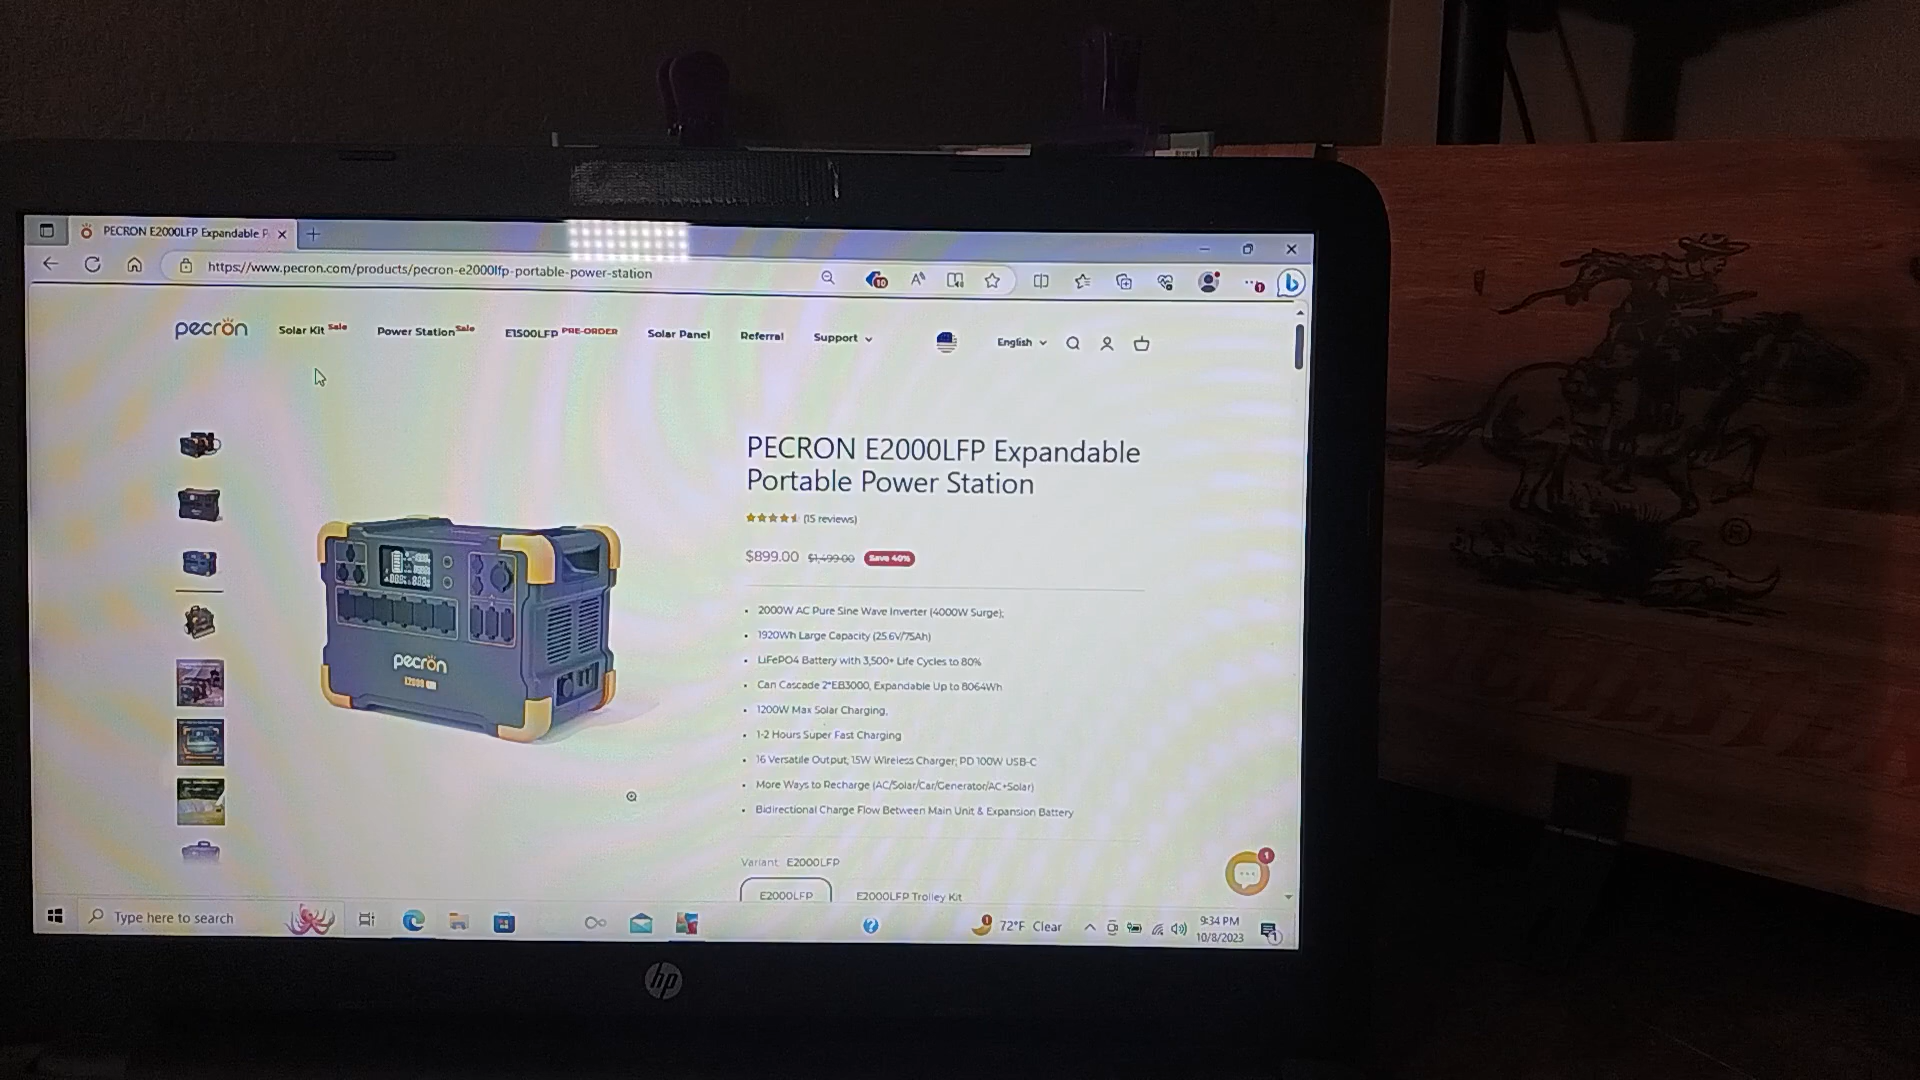 PECRON E2000LFP Expandable P
https://www.pecron.com/products/pecron-e2000lfp-portable-power-station
10
pecron
Solar Kit Sale
Power Station Sale
E1500LFP PRE-ORDER
Solar Panel
Referral
Support
English
PECRON E2000LFP Expandable
Portable Power Station
(15 reviews)
$899.00 $1,499.00 Save 40%
2000W AC Pure Sine Wave Inverter (4000W Surge);
1920Wh Large Capacity (25.6V/75Ah)
LiFePO4 Battery with 3,500+ Life Cycles to 80%
Can Cascade 2*EB3000, Expandable Up to 8064Wh
1200W Max Solar Charging,
1-2 Hours Super Fast Charging
16 Versatile Output, 15W Wireless Charger, PD 100W USB-C
More Ways to Recharge (AC/Solar/Car/Generator/AC+Solar)
Bidirectional Charge Flow Between Main Unit & Expansion Battery
pecron
Variant: E2000LFP
E2000LFP
E2000LFP Trolley Kit
1
Type here to search
72°F Clear
9:34 PM
10/8/2023
hp
®